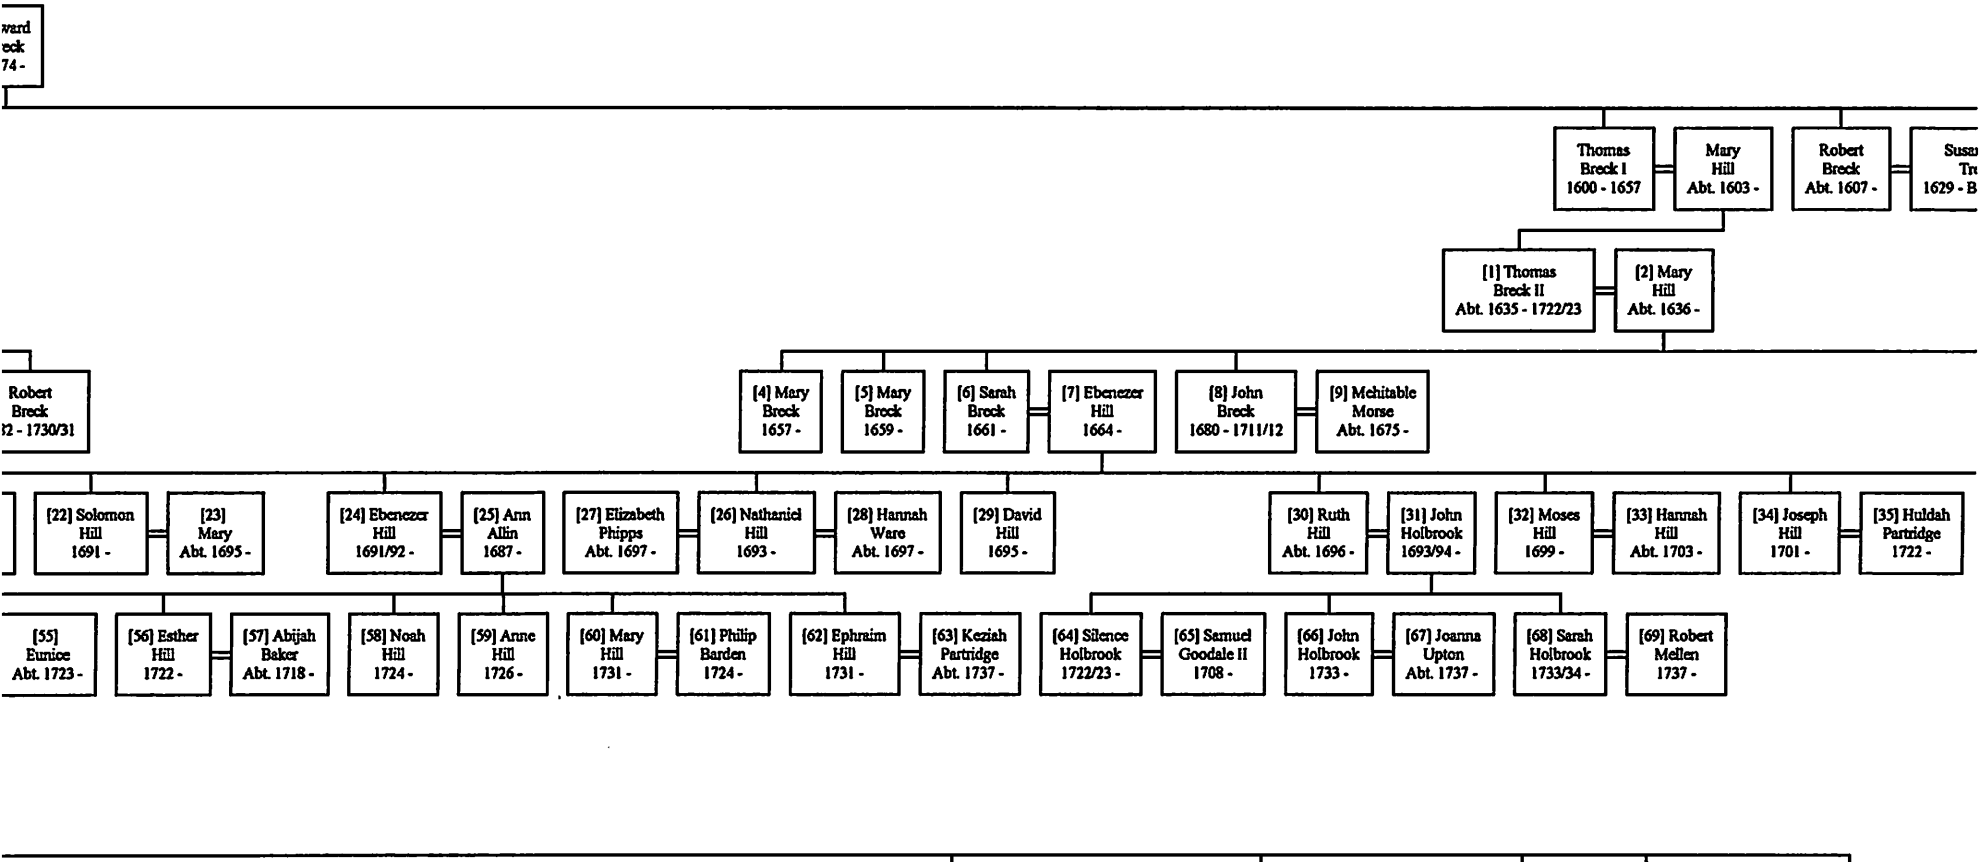 74 -
Thomas
Breck I
1600 - 1657
Mary
Hill
Abt. 1603 -
Robert
Breck
Abt. 1607 -
1629 - B
[1] Thomas
Breck II
Abt. 1635 - 1722/23
[2] Mary
Hill
Abt. 1636 -
Robert
Breck
2 - 1730/31
[4] Mary
Breck
1657 -
[5] Mary
Breck
1659 -
[6] Sarah
Breck
1661 -
[7] Ebenezer
Hill
1664 -
[8] John
Breck
1680 - 1711/12
[9] Mehitable
Morse
Abt. 1675 -
[22] Solomon
Hill
1691 -
[23]
Mary
Abt. 1695 -
[24] Ebenezer
Hill
1691/92 -
[25] Ann
Allin
1687 -
[27] Elizabeth
Phipps
Abt. 1697 -
[26] Nathaniel
Hill
1693 -
[28] Hannah
Ware
Abt. 1697 -
[29] David
Hill
1695 -
[30] Ruth
Hill
Abt. 1696 -
[31] John
Holbrook
1693/94 -
[32] Moses
Hill
1699 -
[33] Hannah
Hill
Abt. 1703 -
[34] Joseph
Hill
1701 -
[35] Huldah
Partridge
1722 -
[55]
Eunice
Abt. 1723 -
[56] Esther
Hill
1722 -
[57] Abijah
Baker
Abt. 1718 -
[58] Noah
Hill
1724 -
[59] Anne
Hill
1726 -
[60] Mary
Hill
1731 -
[61] Philip
Barden
1724 -
[62] Ephraim
Hill
1731 -
[63] Keziah
Partridge
Abt. 1737 -
[64] Silence
Holbrook
1722/23 -
[65] Samuel
Goodale II
1708 -
[66] John
Holbrook
1733 -
[67] Joanna
Upton
Abt. 1737 -
[68] Sarah
Holbrook
1733/34 -
[69] Robert
Mellen
1737 -